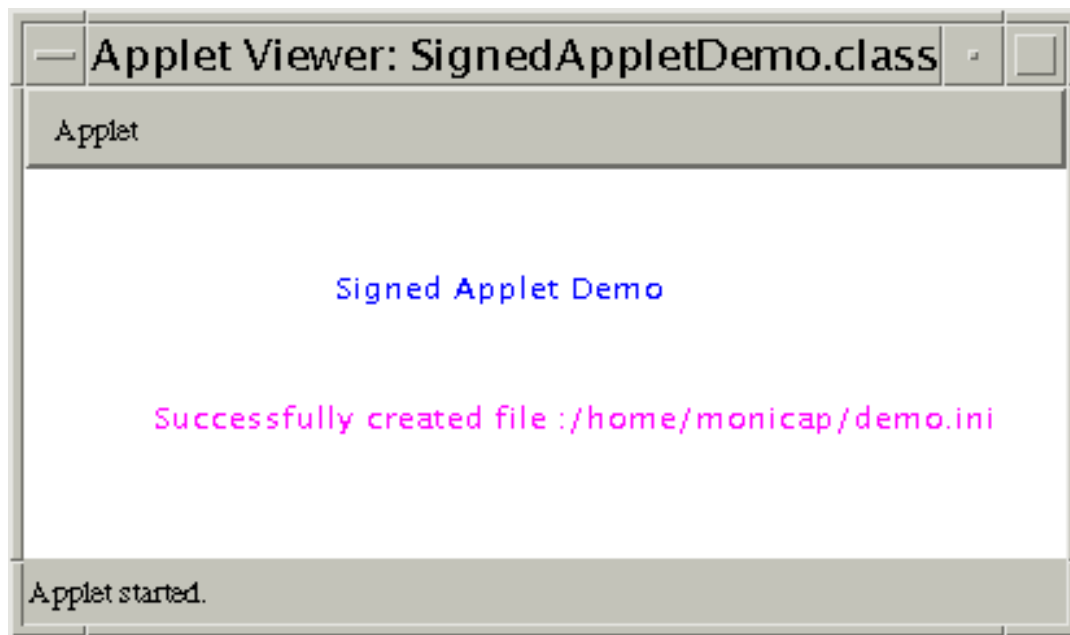 Applet Viewer: SignedAppletDemo.class
Applet
Signed Applet Demo
Successfully created file :/home/monicap/demo.ini
Applet started.